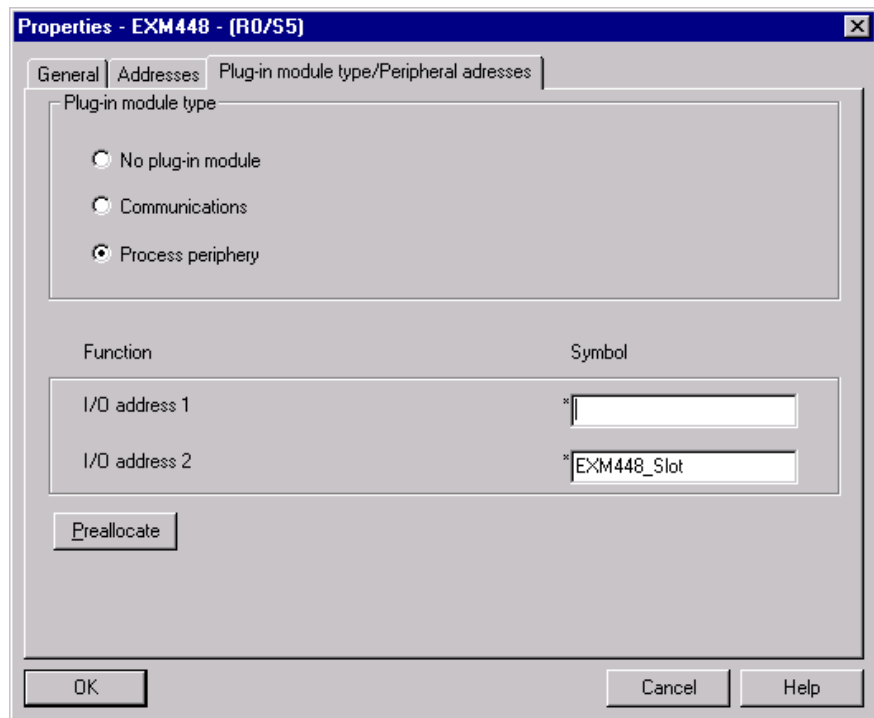 Properties - EXM448 - (R0/S5)
General Addresses Plug-in module type/Peripheral adresses
Plug-in module type
No plug-in module
Communications
Process periphery
Function Symbol
I/O address 1 *
I/O address 2 *EXM448_Slot
Preallocate
OK Cancel Help